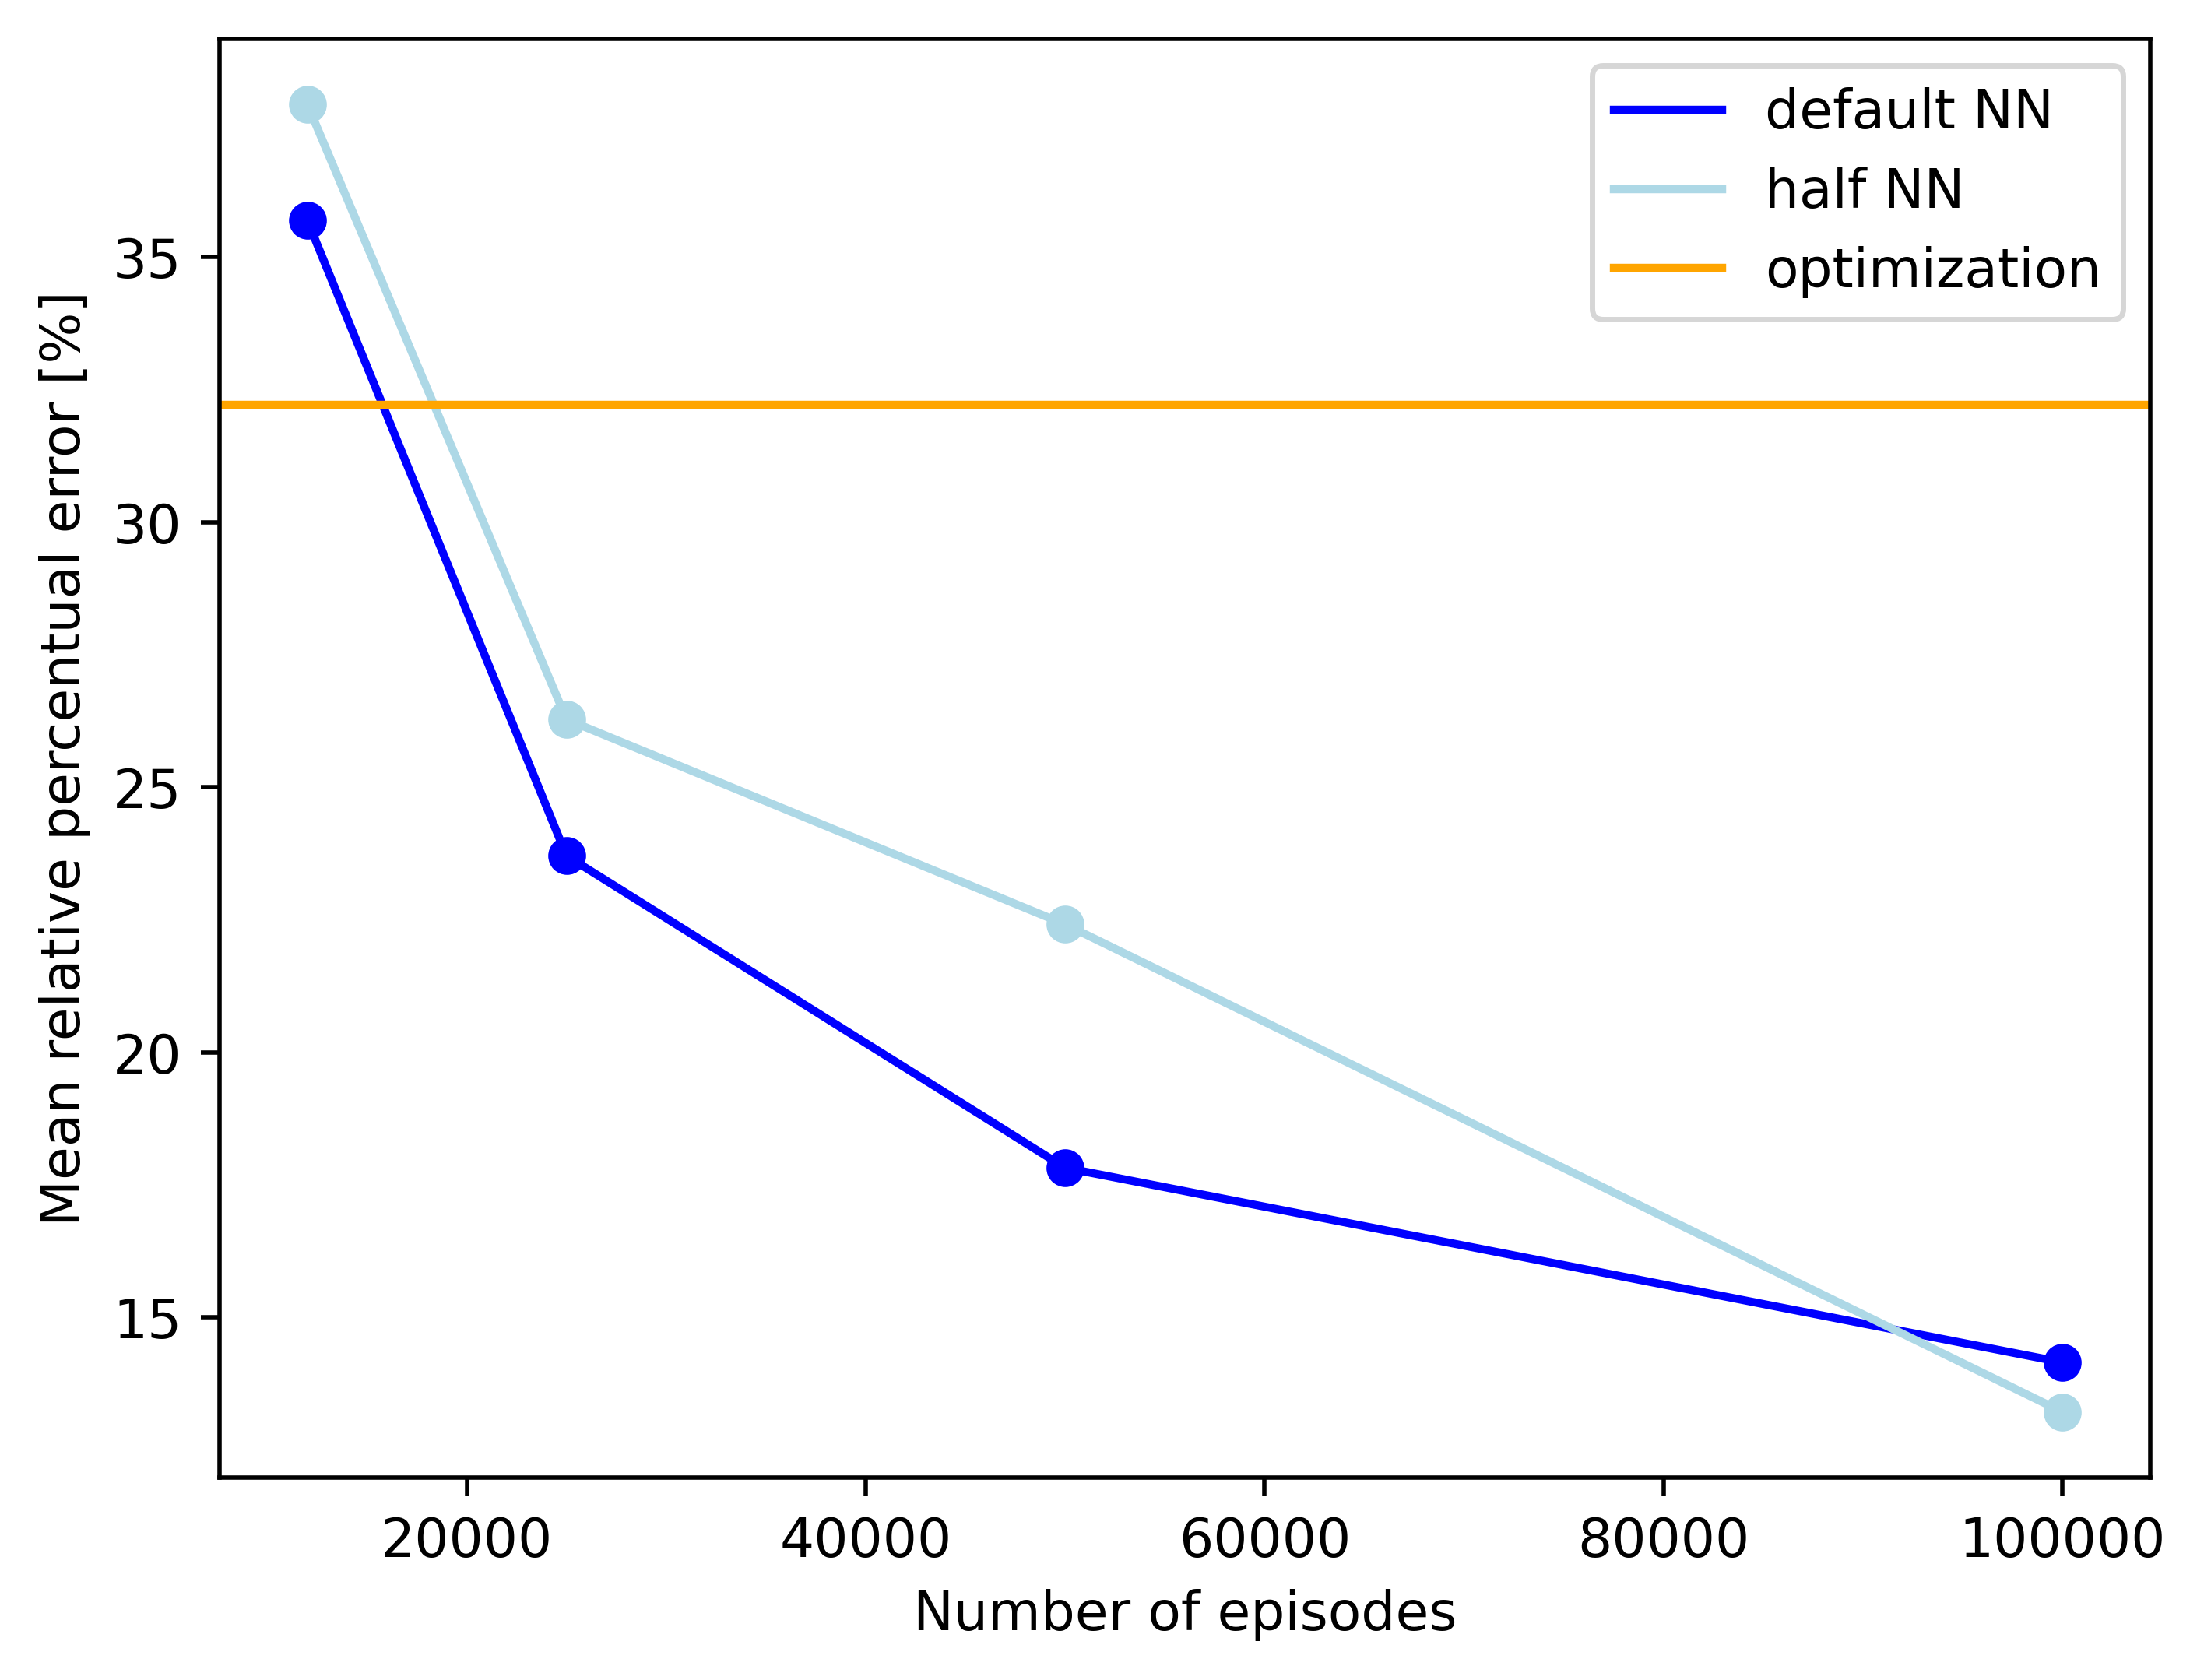 default NN
half NN
optimization
Mean relative percentual error [%]
35
30
25
20
15
20000 40000 60000 80000 100000
Number of episodes